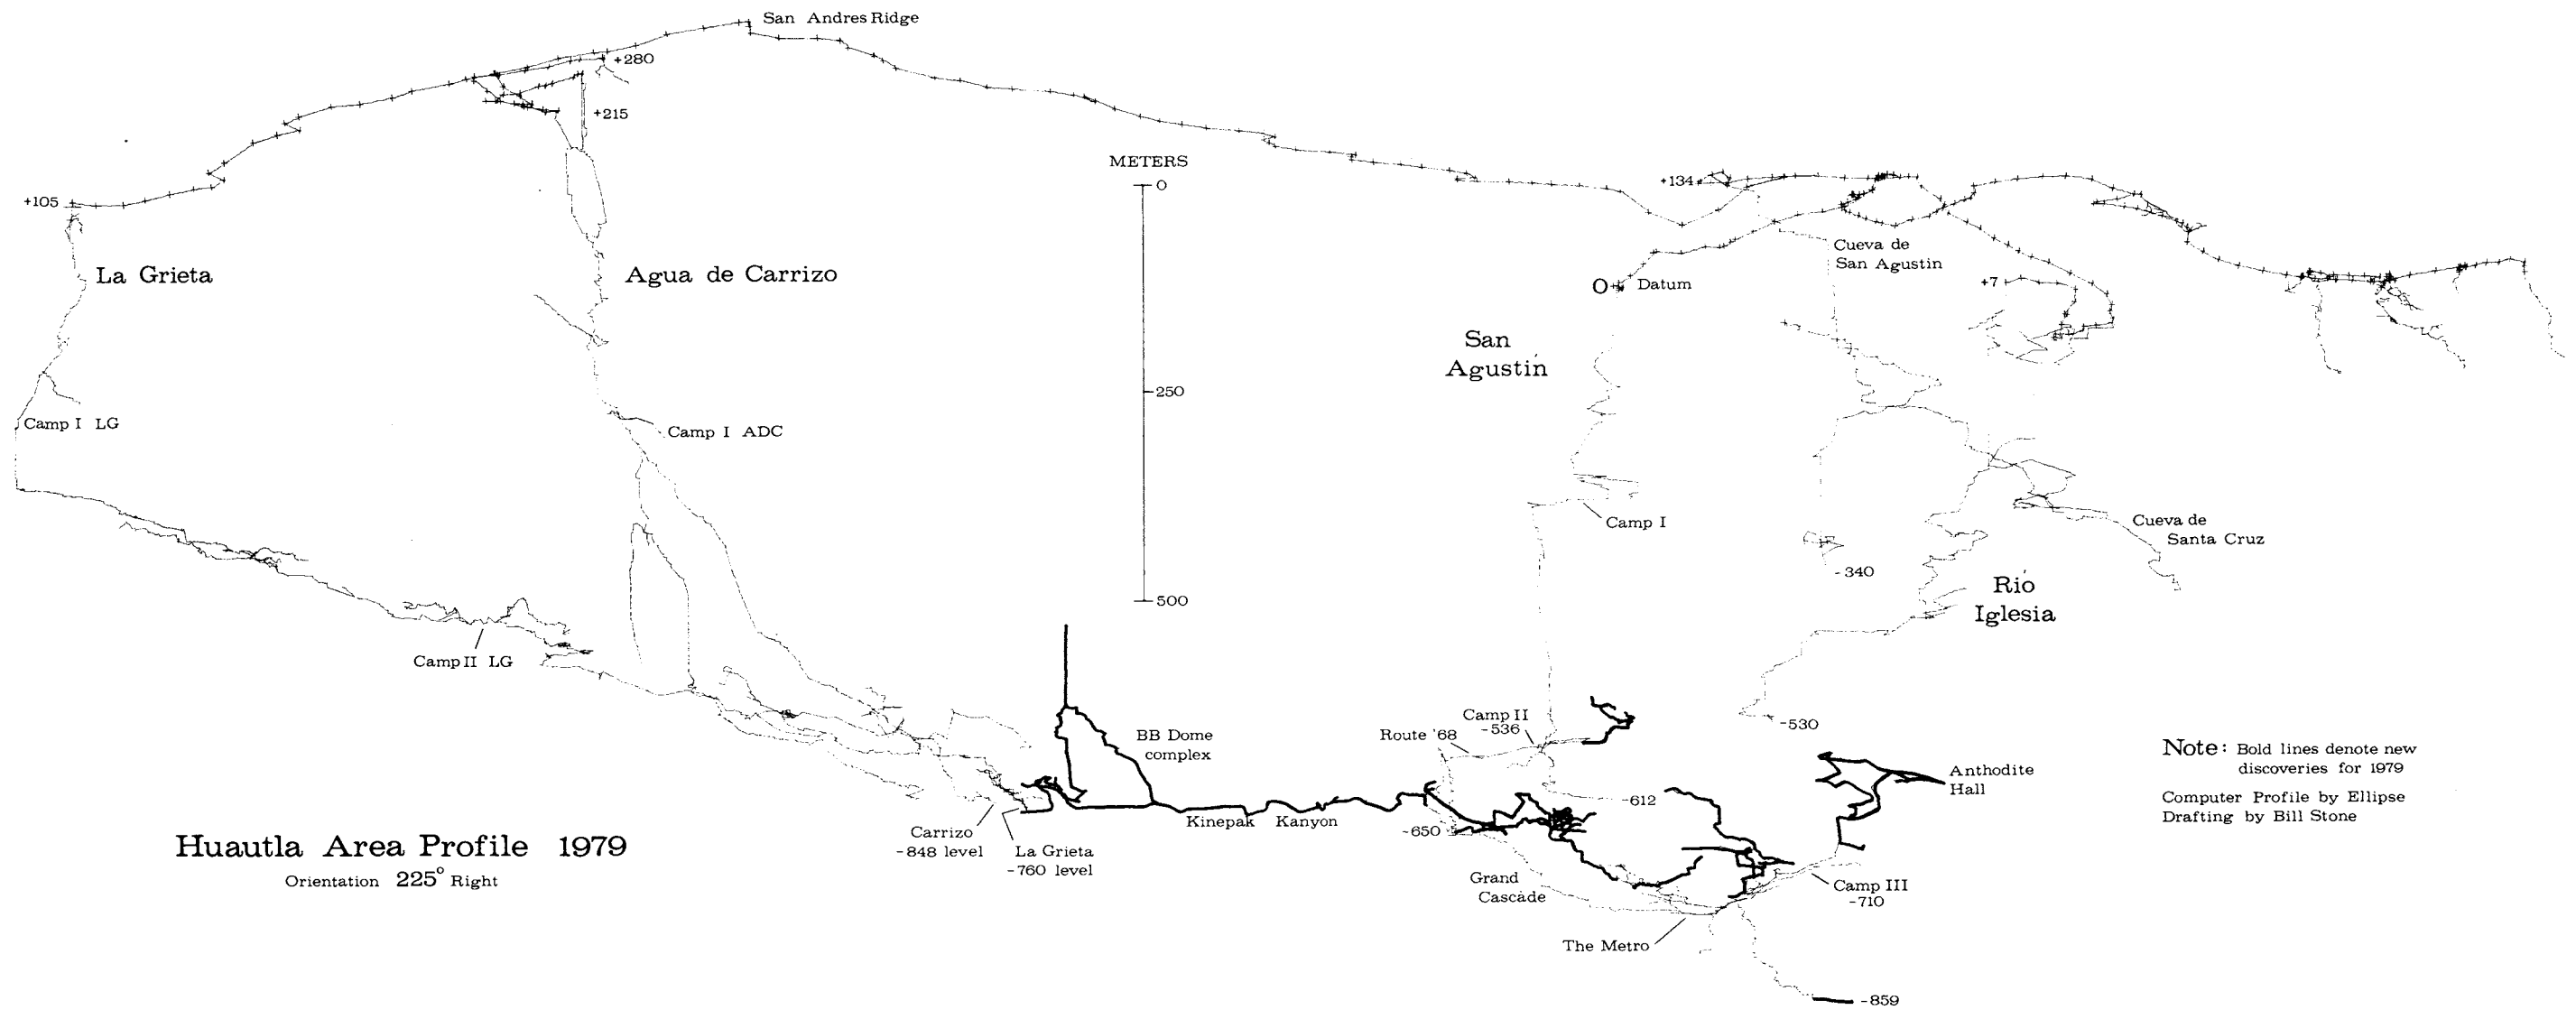 San Andres Ridge
+280
+215
METERS
0
250
500
+105
La Grieta
Camp I LG
Agua de Carrizo
Camp I ADC
Camp II LG
+134
Cueva de
San Agustin
O
Datum
+7
San
Agustín
Camp I
Cueva de
Santa Cruz
-340
Río
Iglesia
Camp II
-536
Route '68
-530
BB Dome
complex
Anthodite
Hall
-612
Kinepak Kanyon
-650
Carrizo
-848 level
La Grieta
-760 level
Grand
Cascade
Camp III
-710
The Metro
-859
Huautla Area Profile 1979
Orientation 225° Right
Note: Bold lines denote new
discoveries for 1979
Computer Profile by Ellipse
Drafting by Bill Stone